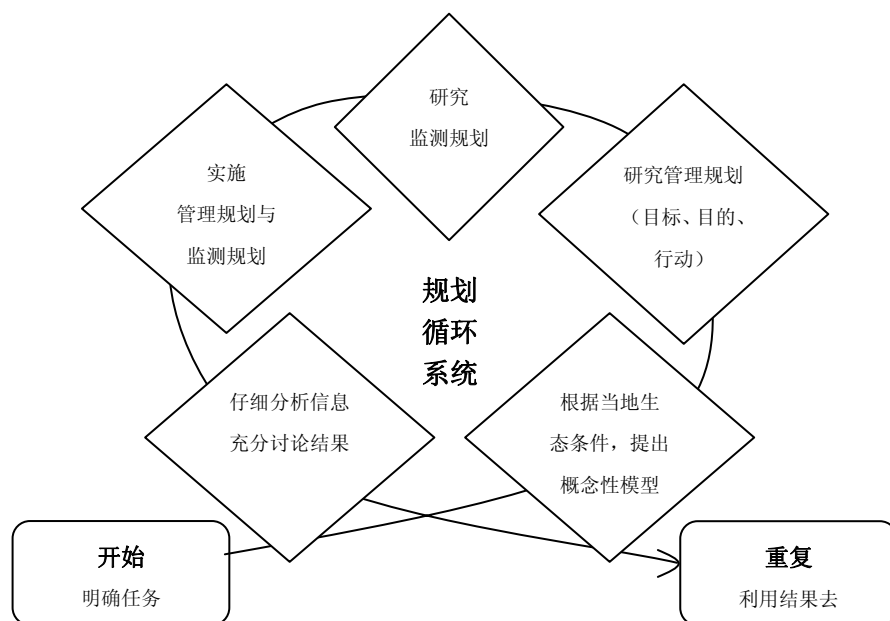 研究
监测规划
实施
管理规划与
监测规划
研究管理规划
（目标、目的、
行动）
规划
循环
系统
仔细分析信息
充分讨论结果
根据当地生
态条件，提出
概念性模型
开始
明确任务
重复
利用结果去